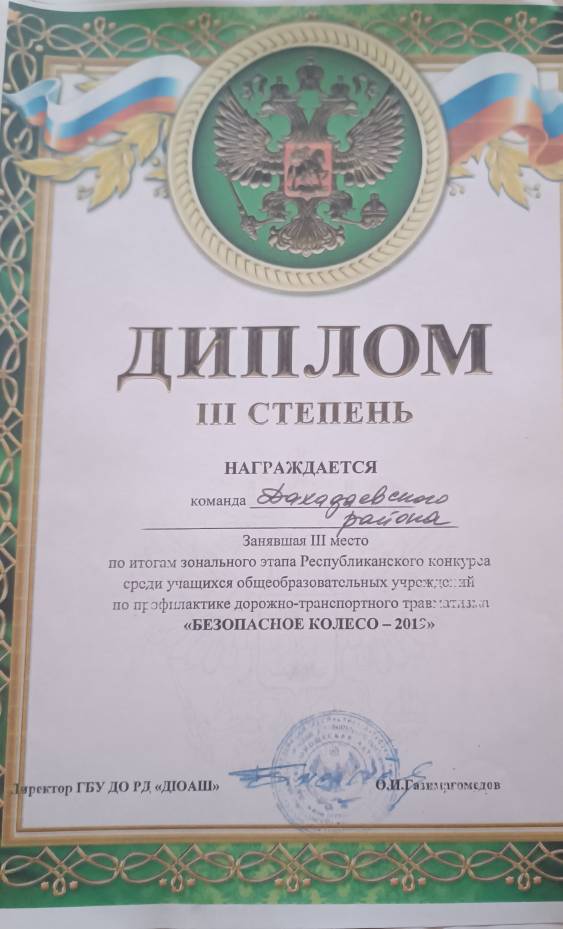 ДИПЛОМ
III СТЕПЕНЬ
НАГРАЖДАЕТСЯ
команда Дахадаевского
района
Занявшая III место
по итогам зонального этапа Республиканского конкурса
среди учащихся общеобразовательных учреждений
по профилактике дорожно-транспортного травматизма
«БЕЗОПАСНОЕ КОЛЕСО – 2019»
Директор ГБУ ДО РД «ДЮАШ» О.И.Газимагомедов